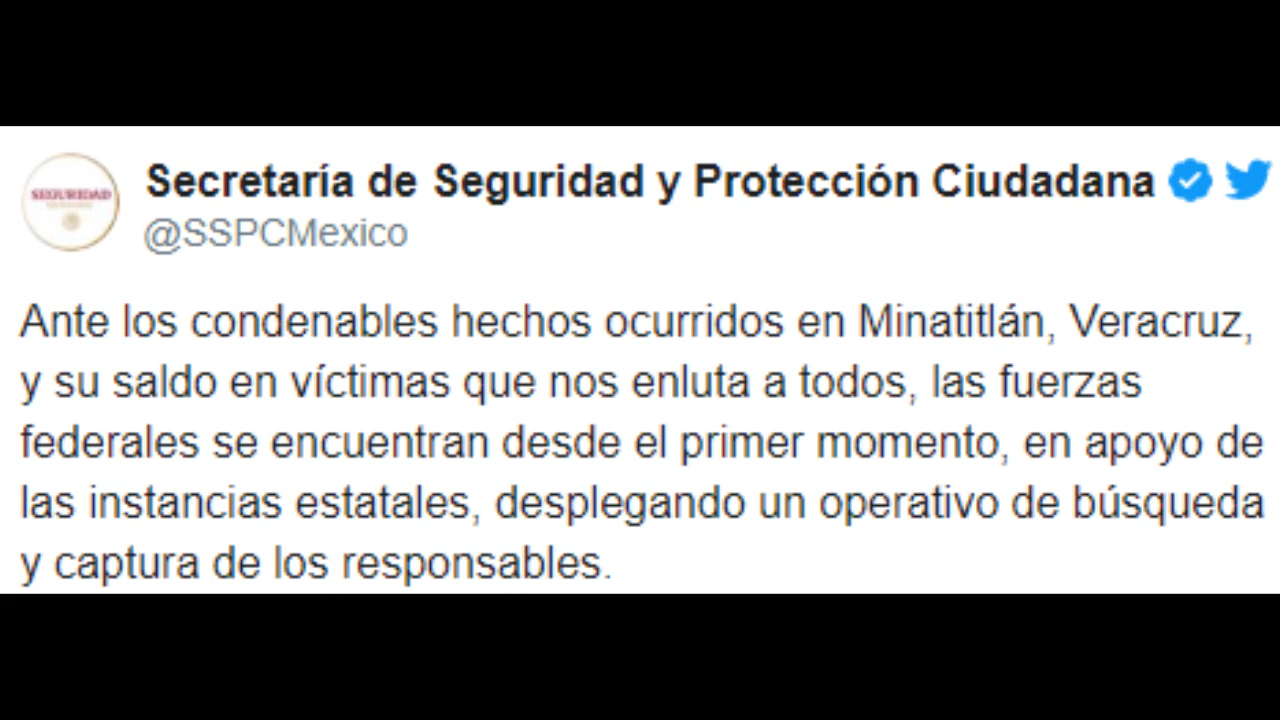 SEGURIDAD
Secretaría de Seguridad y Protección Ciudadana
@SSPCMexico
Ante los condenables hechos ocurridos en Minatitlán, Veracruz,
y su saldo en víctimas que nos enluta a todos, las fuerzas
federales se encuentran desde el primer momento, en apoyo de
las instancias estatales, desplegando un operativo de búsqueda
y captura de los responsables.